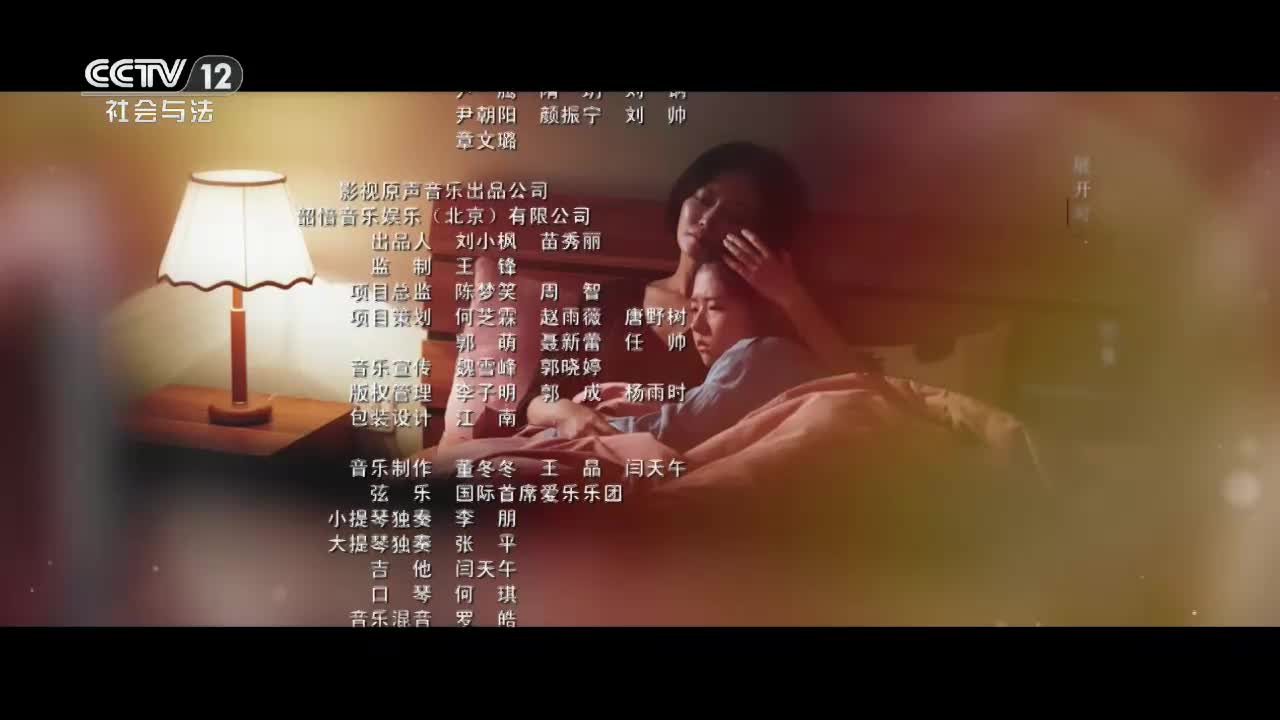 CCTV 12
社会与法
尹朝阳 颜振宁 刘 帅
章文璐
影视原声音乐出品公司
韶愔音乐娱乐（北京）有限公司
出品人 刘小枫 苗秀丽
监 制 王 锋
项目总监 陈梦笑 周 智
项目策划 何芝霖 赵雨薇 唐野树
郭 萌 聂新蕾 任 帅
音乐宣传 魏雪峰 郭晓婷
版权管理 李子明 郭 成 杨雨时
包装设计 江 南
音乐制作 董冬冬 王 晶 闫天午
弦 乐 国际首席爱乐乐团
小提琴独奏 李 朋
大提琴独奏 张 平
吉 他 闫天午
口 琴 何 琪
音乐混音 罗 皓